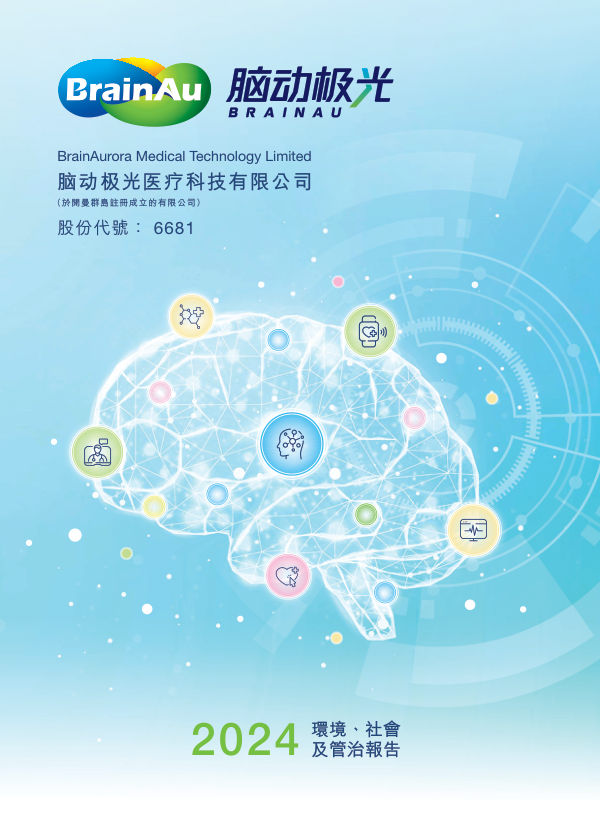 BrainAu
脑动极光
BRAINAU
BrainAurora Medical Technology Limited
脑动极光医疗科技有限公司
（於開曼群島註冊成立的有限公司）
股份代號： 6681
2024 環境、社會
及管治報告